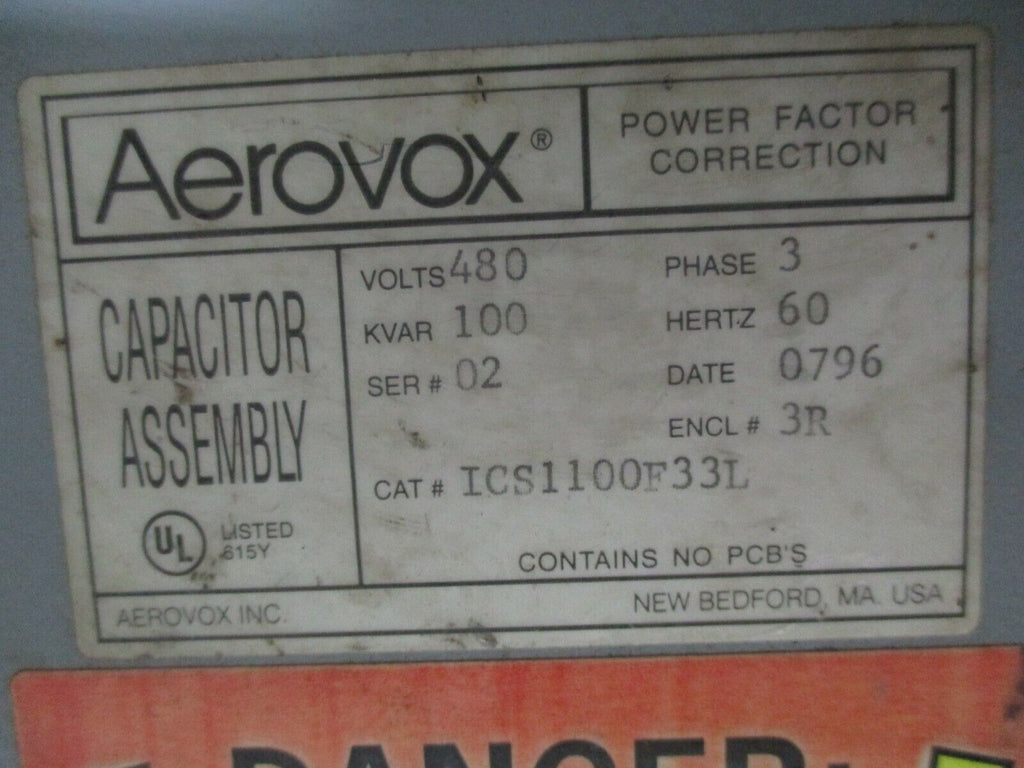 Aerovox®
POWER FACTOR
CORRECTION
CAPACITOR
ASSEMBLY
UL LISTED
615Y
VOLTS 480 PHASE 3
KVAR 100 HERTZ 60
SER # 02 DATE 0796
ENCL # 3R
CAT # ICS1100F33L
CONTAINS NO PCB'S
AEROVOX INC. NEW BEDFORD, MA. USA
DANGER: